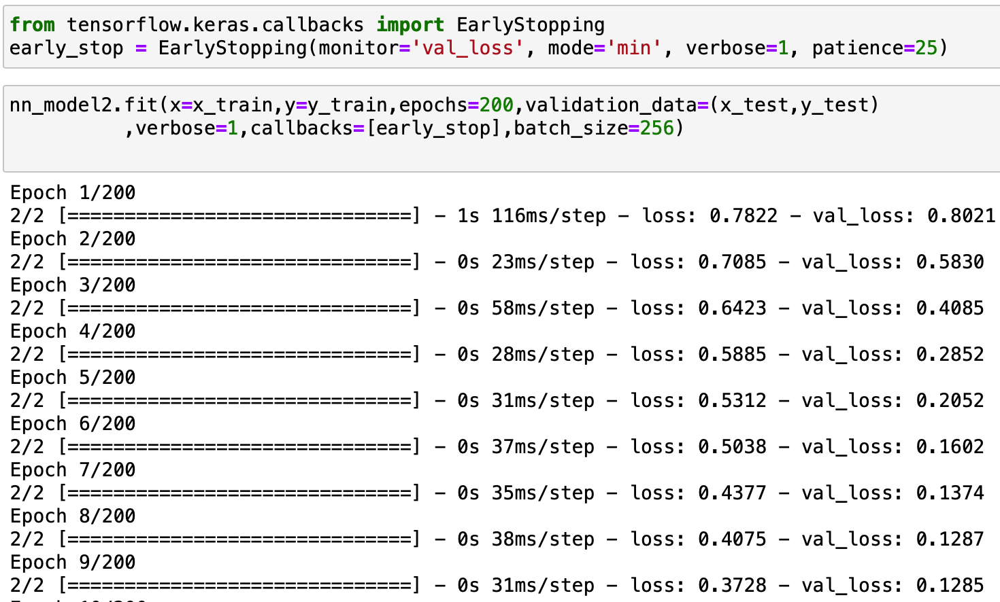 from tensorflow.keras.callbacks import EarlyStopping
early_stop = EarlyStopping(monitor='val_loss', mode='min', verbose=1, patience=25)
nn_model2.fit(x=x_train,y=y_train,epochs=200,validation_data=(x_test,y_test)
,verbose=1,callbacks=[early_stop],batch_size=256)
Epoch 1/200
2/2 [==============================] - 1s 116ms/step - loss: 0.7822 - val_loss: 0.8021
Epoch 2/200
2/2 [==============================] - 0s 23ms/step - loss: 0.7085 - val_loss: 0.5830
Epoch 3/200
2/2 [==============================] - 0s 58ms/step - loss: 0.6423 - val_loss: 0.4085
Epoch 4/200
2/2 [==============================] - 0s 28ms/step - loss: 0.5885 - val_loss: 0.2852
Epoch 5/200
2/2 [==============================] - 0s 31ms/step - loss: 0.5312 - val_loss: 0.2052
Epoch 6/200
2/2 [==============================] - 0s 37ms/step - loss: 0.5038 - val_loss: 0.1602
Epoch 7/200
2/2 [==============================] - 0s 35ms/step - loss: 0.4377 - val_loss: 0.1374
Epoch 8/200
2/2 [==============================] - 0s 38ms/step - loss: 0.4075 - val_loss: 0.1287
Epoch 9/200
2/2 [==============================] - 0s 31ms/step - loss: 0.3728 - val_loss: 0.1285